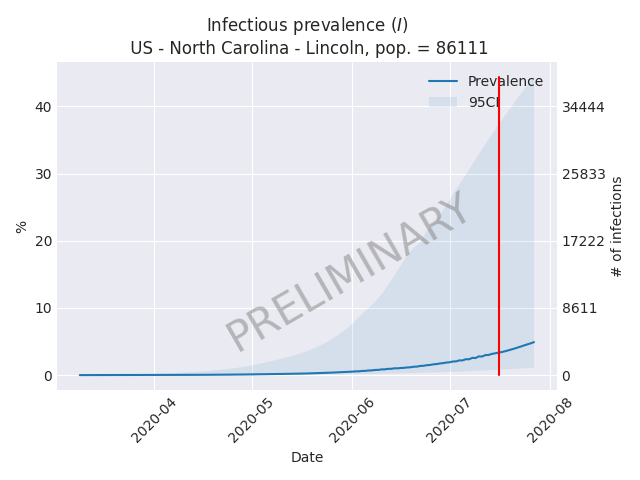 Infectious prevalence (I)
US - North Carolina - Lincoln, pop. = 86111
Prevalence
95CI
40
30
20
10
0
%
34444
25833
17222
8611
0
# of infections
PRELIMINARY
2020-04
2020-05
2020-06
2020-07
2020-08
Date